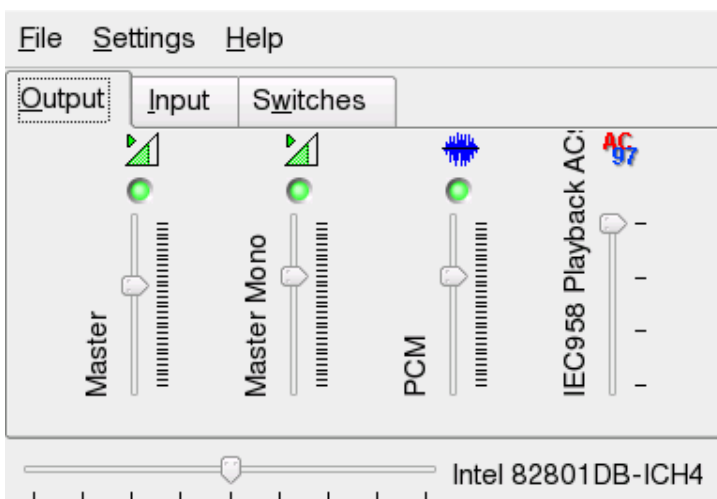 File Settings Help
Output Input Switches
Master
Master Mono
PCM
IEC958 Playback AC
AC
97
Intel 82801DB-ICH4